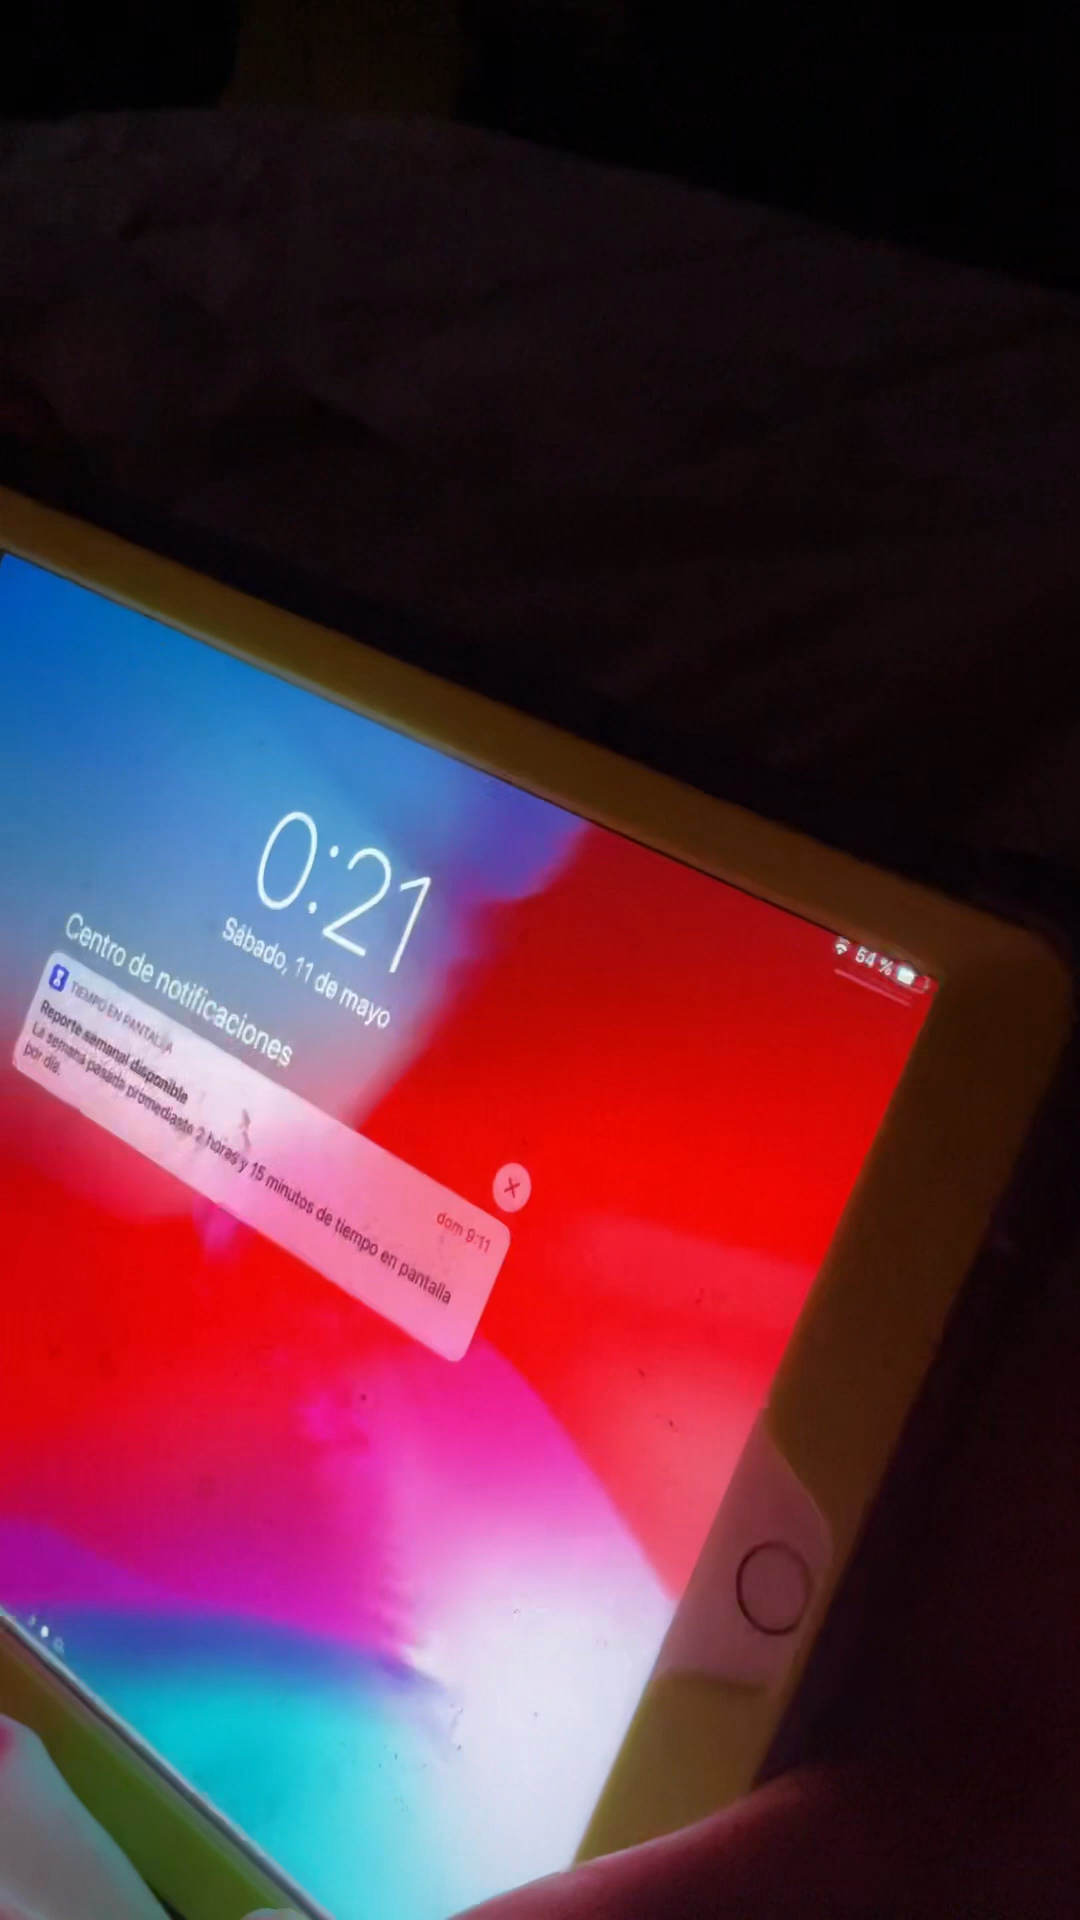 54 %
0:21
Sábado, 11 de mayo
Centro de notificaciones
TIEMPO EN PANTALLA
dom 9:11
Reporte semanal disponible
La semana pasada promediaste 2 horas y 15 minutos de tiempo en pantalla
por día.